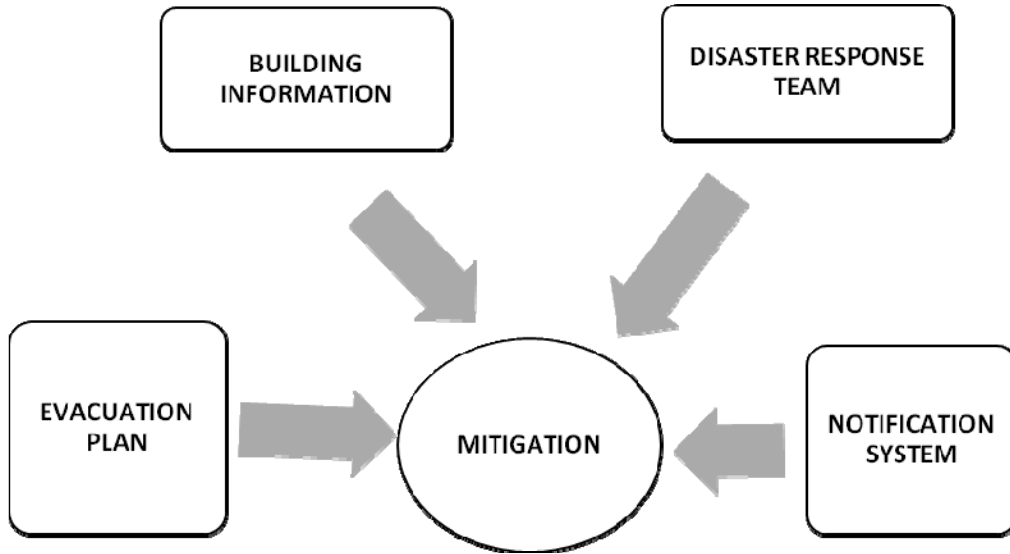 BUILDING
INFORMATION
DISASTER RESPONSE
TEAM
EVACUATION
PLAN
MITIGATION
NOTIFICATION
SYSTEM